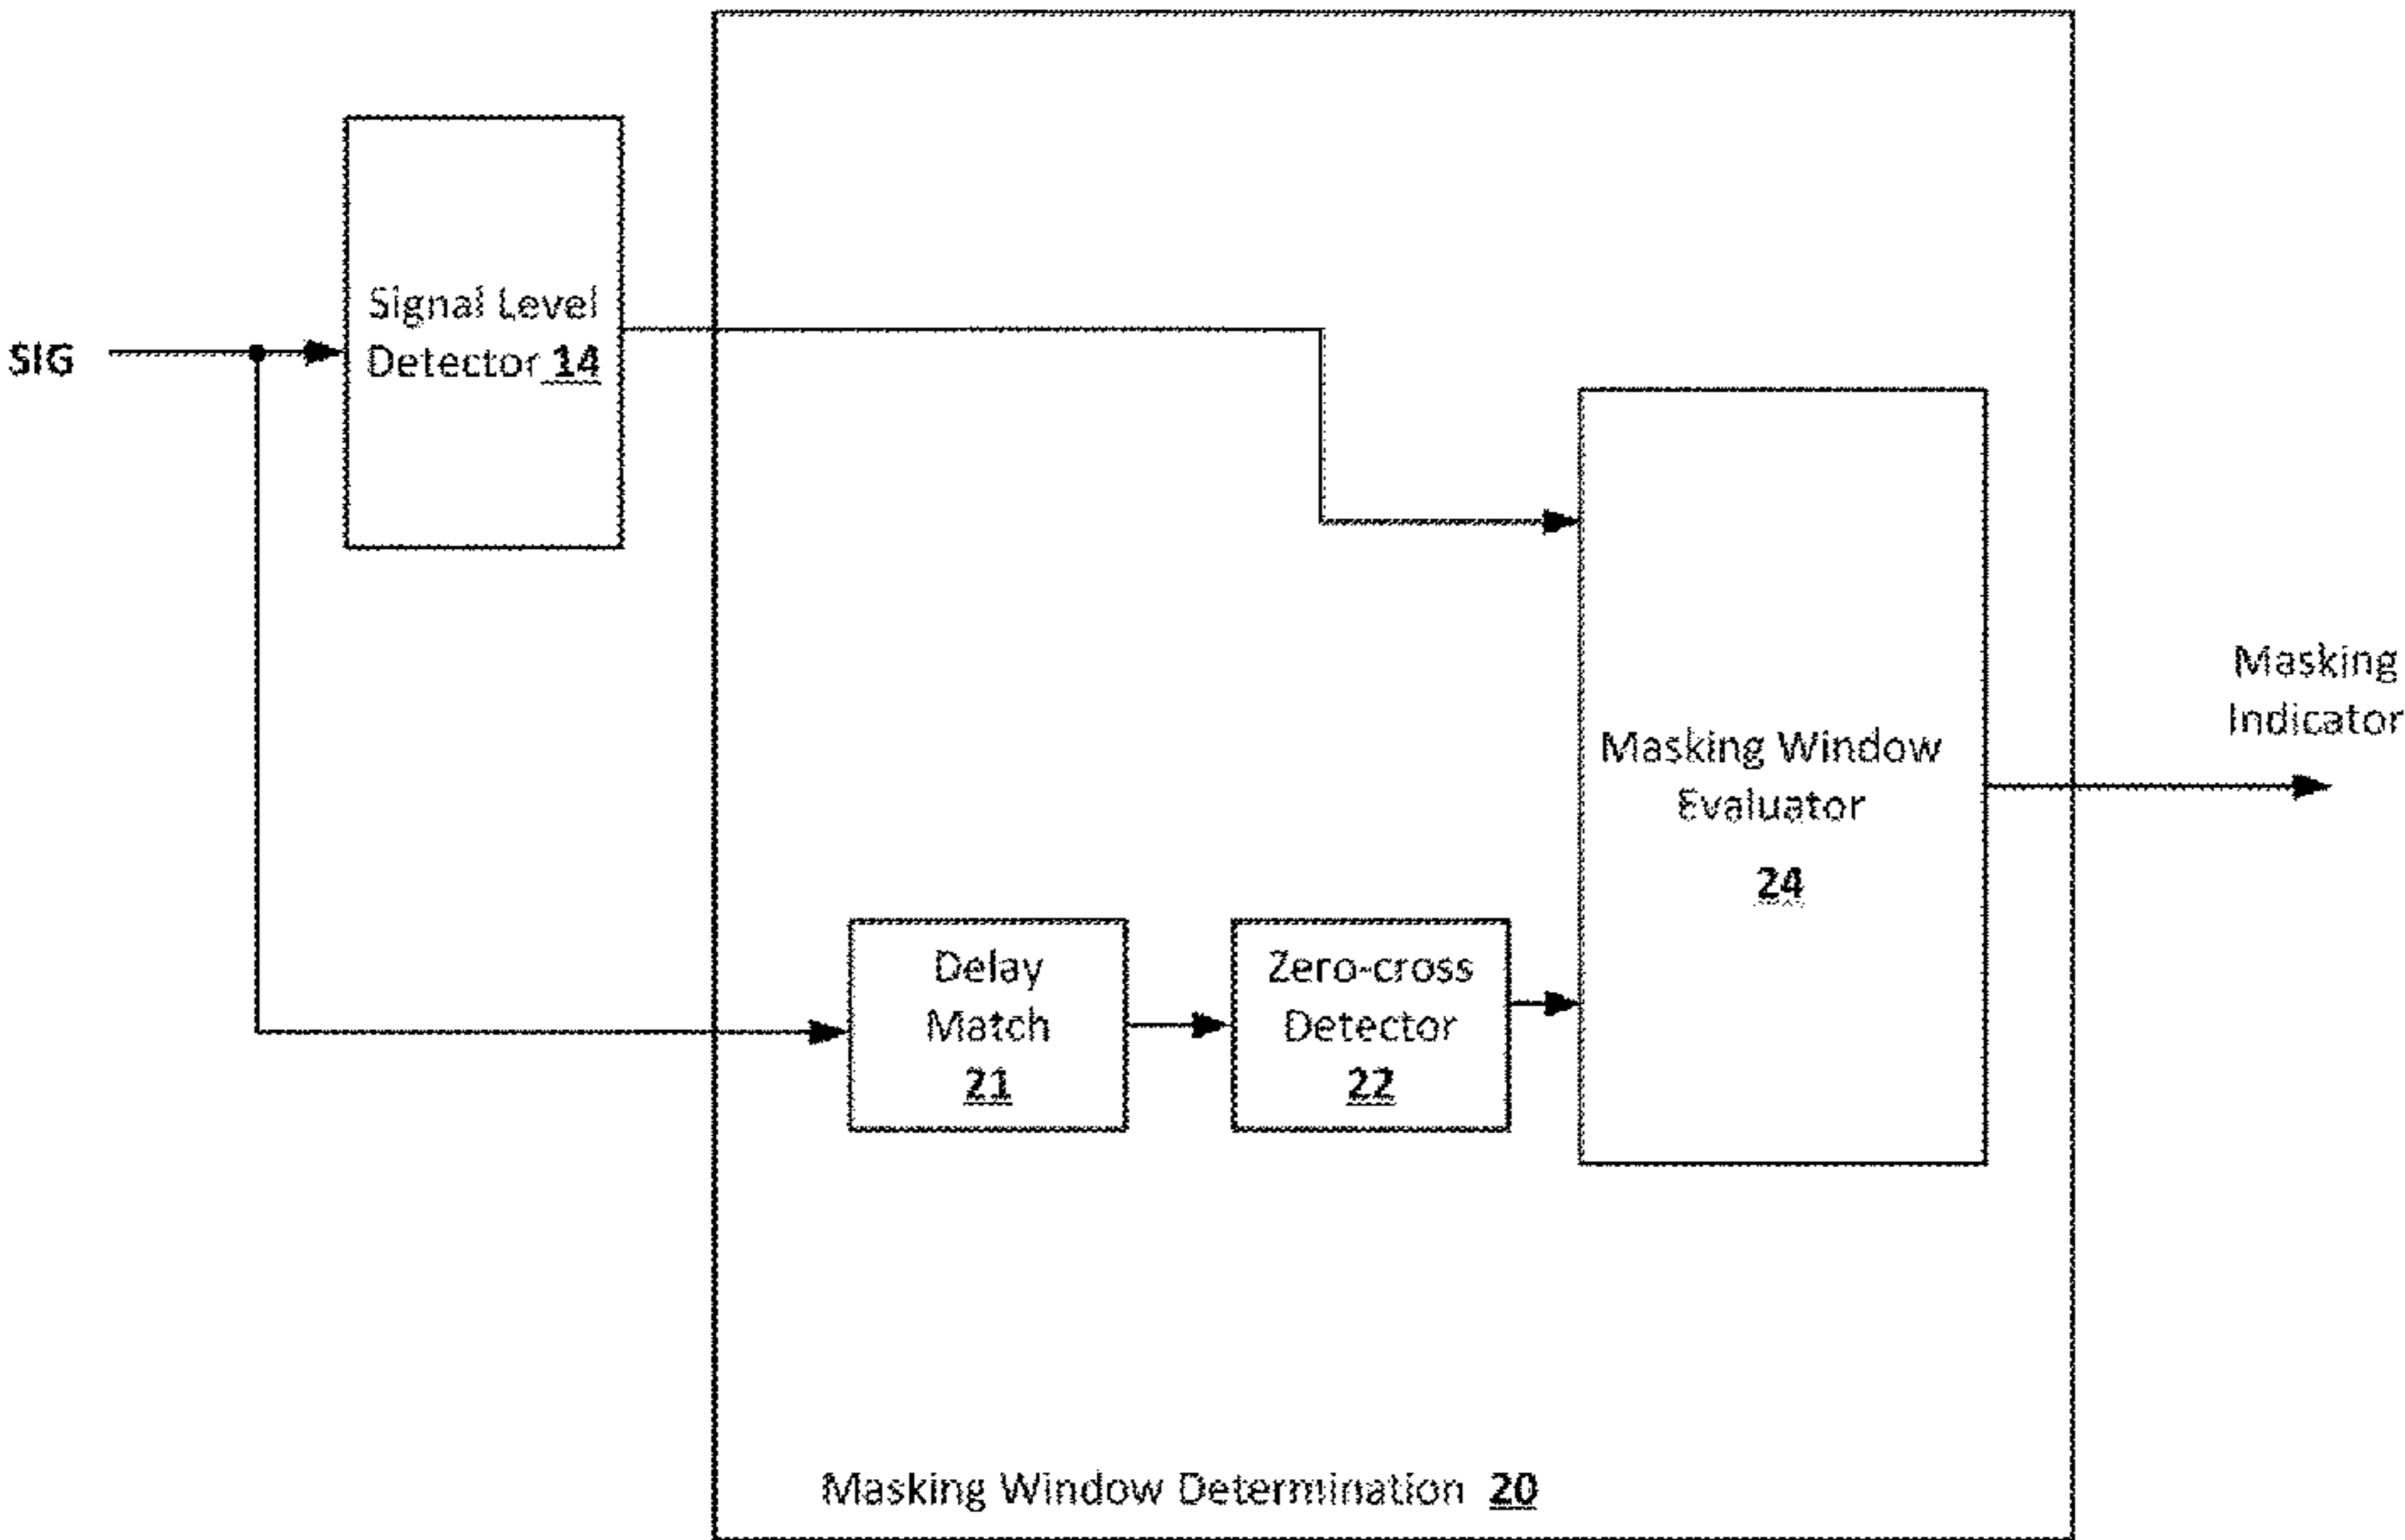 SIG
Signal Level
Detector 14
Masking Window
Evaluator
24
Masking
Indicator
Delay
Match
21
Zero-cross
Detector
22
Masking Window Determination 20